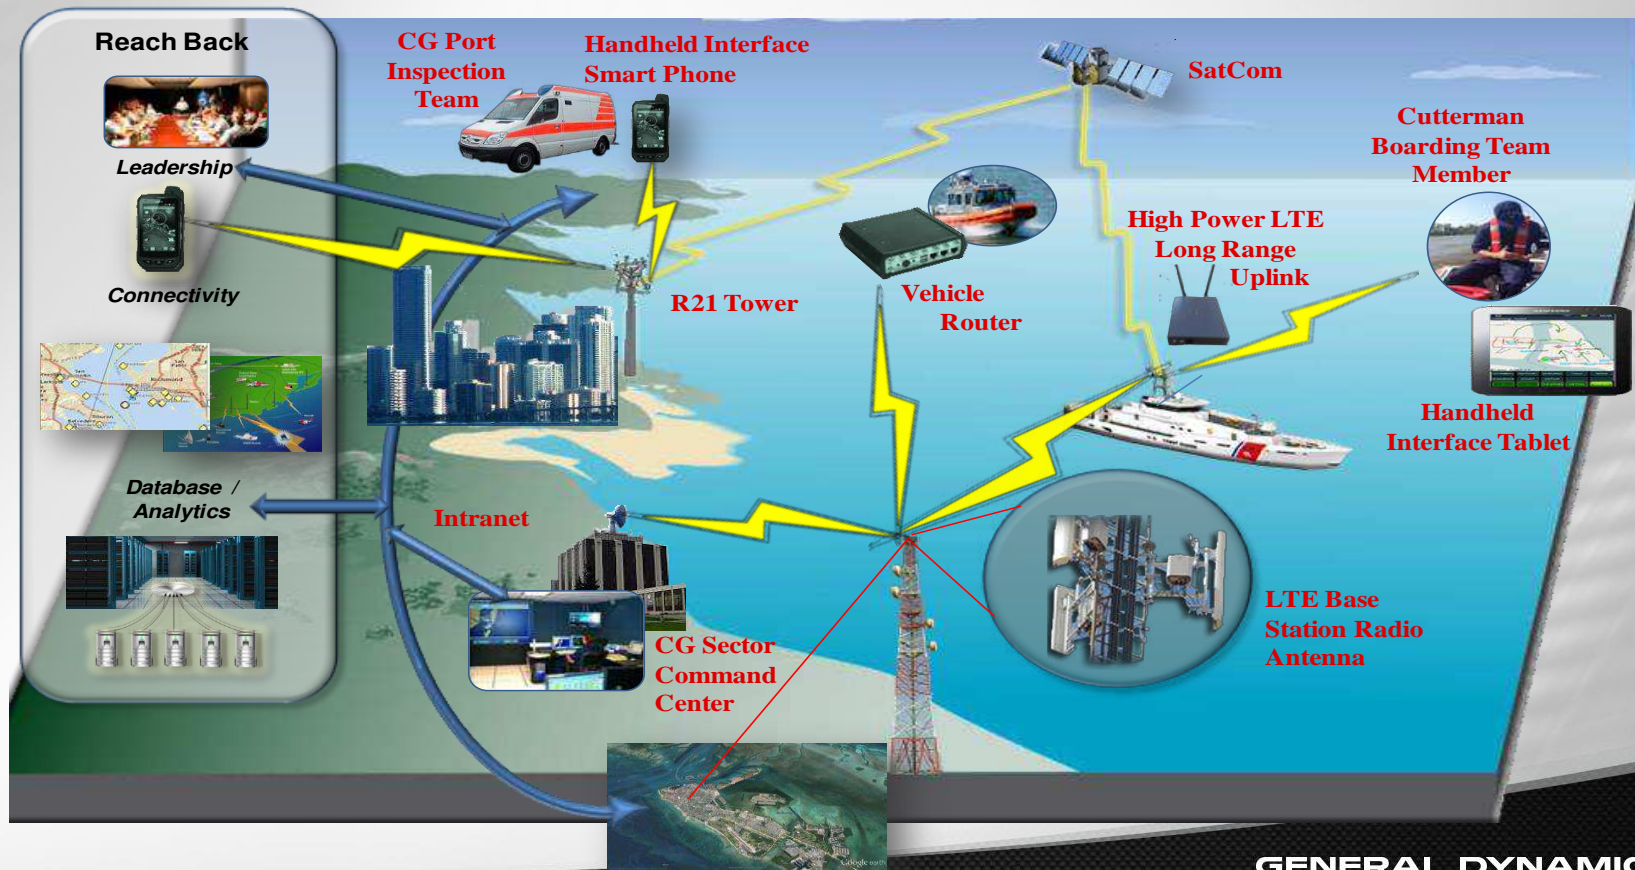 Reach Back
Leadership
Connectivity
Database /
Analytics
CG Port
Inspection
Team
Handheld Interface
Smart Phone
SatCom
Cutterman
Boarding Team
Member
High Power LTE
Long Range
Uplink
R21 Tower
Vehicle
Router
Handheld
Interface Tablet
Intranet
CG Sector
Command
Center
LTE Base
Station Radio
Antenna
Google earth
GENERAL DYNAMIC